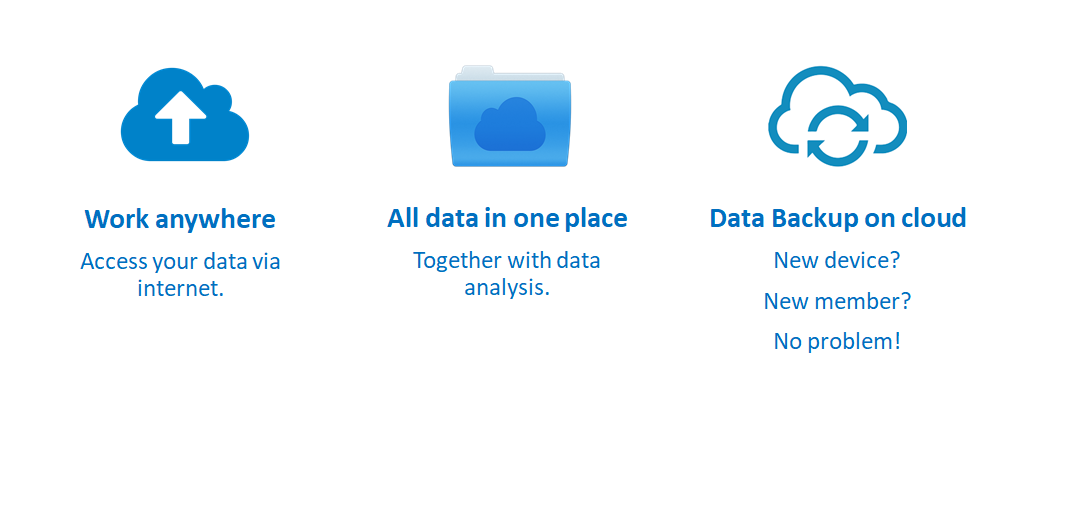 Work anywhere
Access your data via
internet.
All data in one place
Together with data
analysis.
Data Backup on cloud
New device?
New member?
No problem!